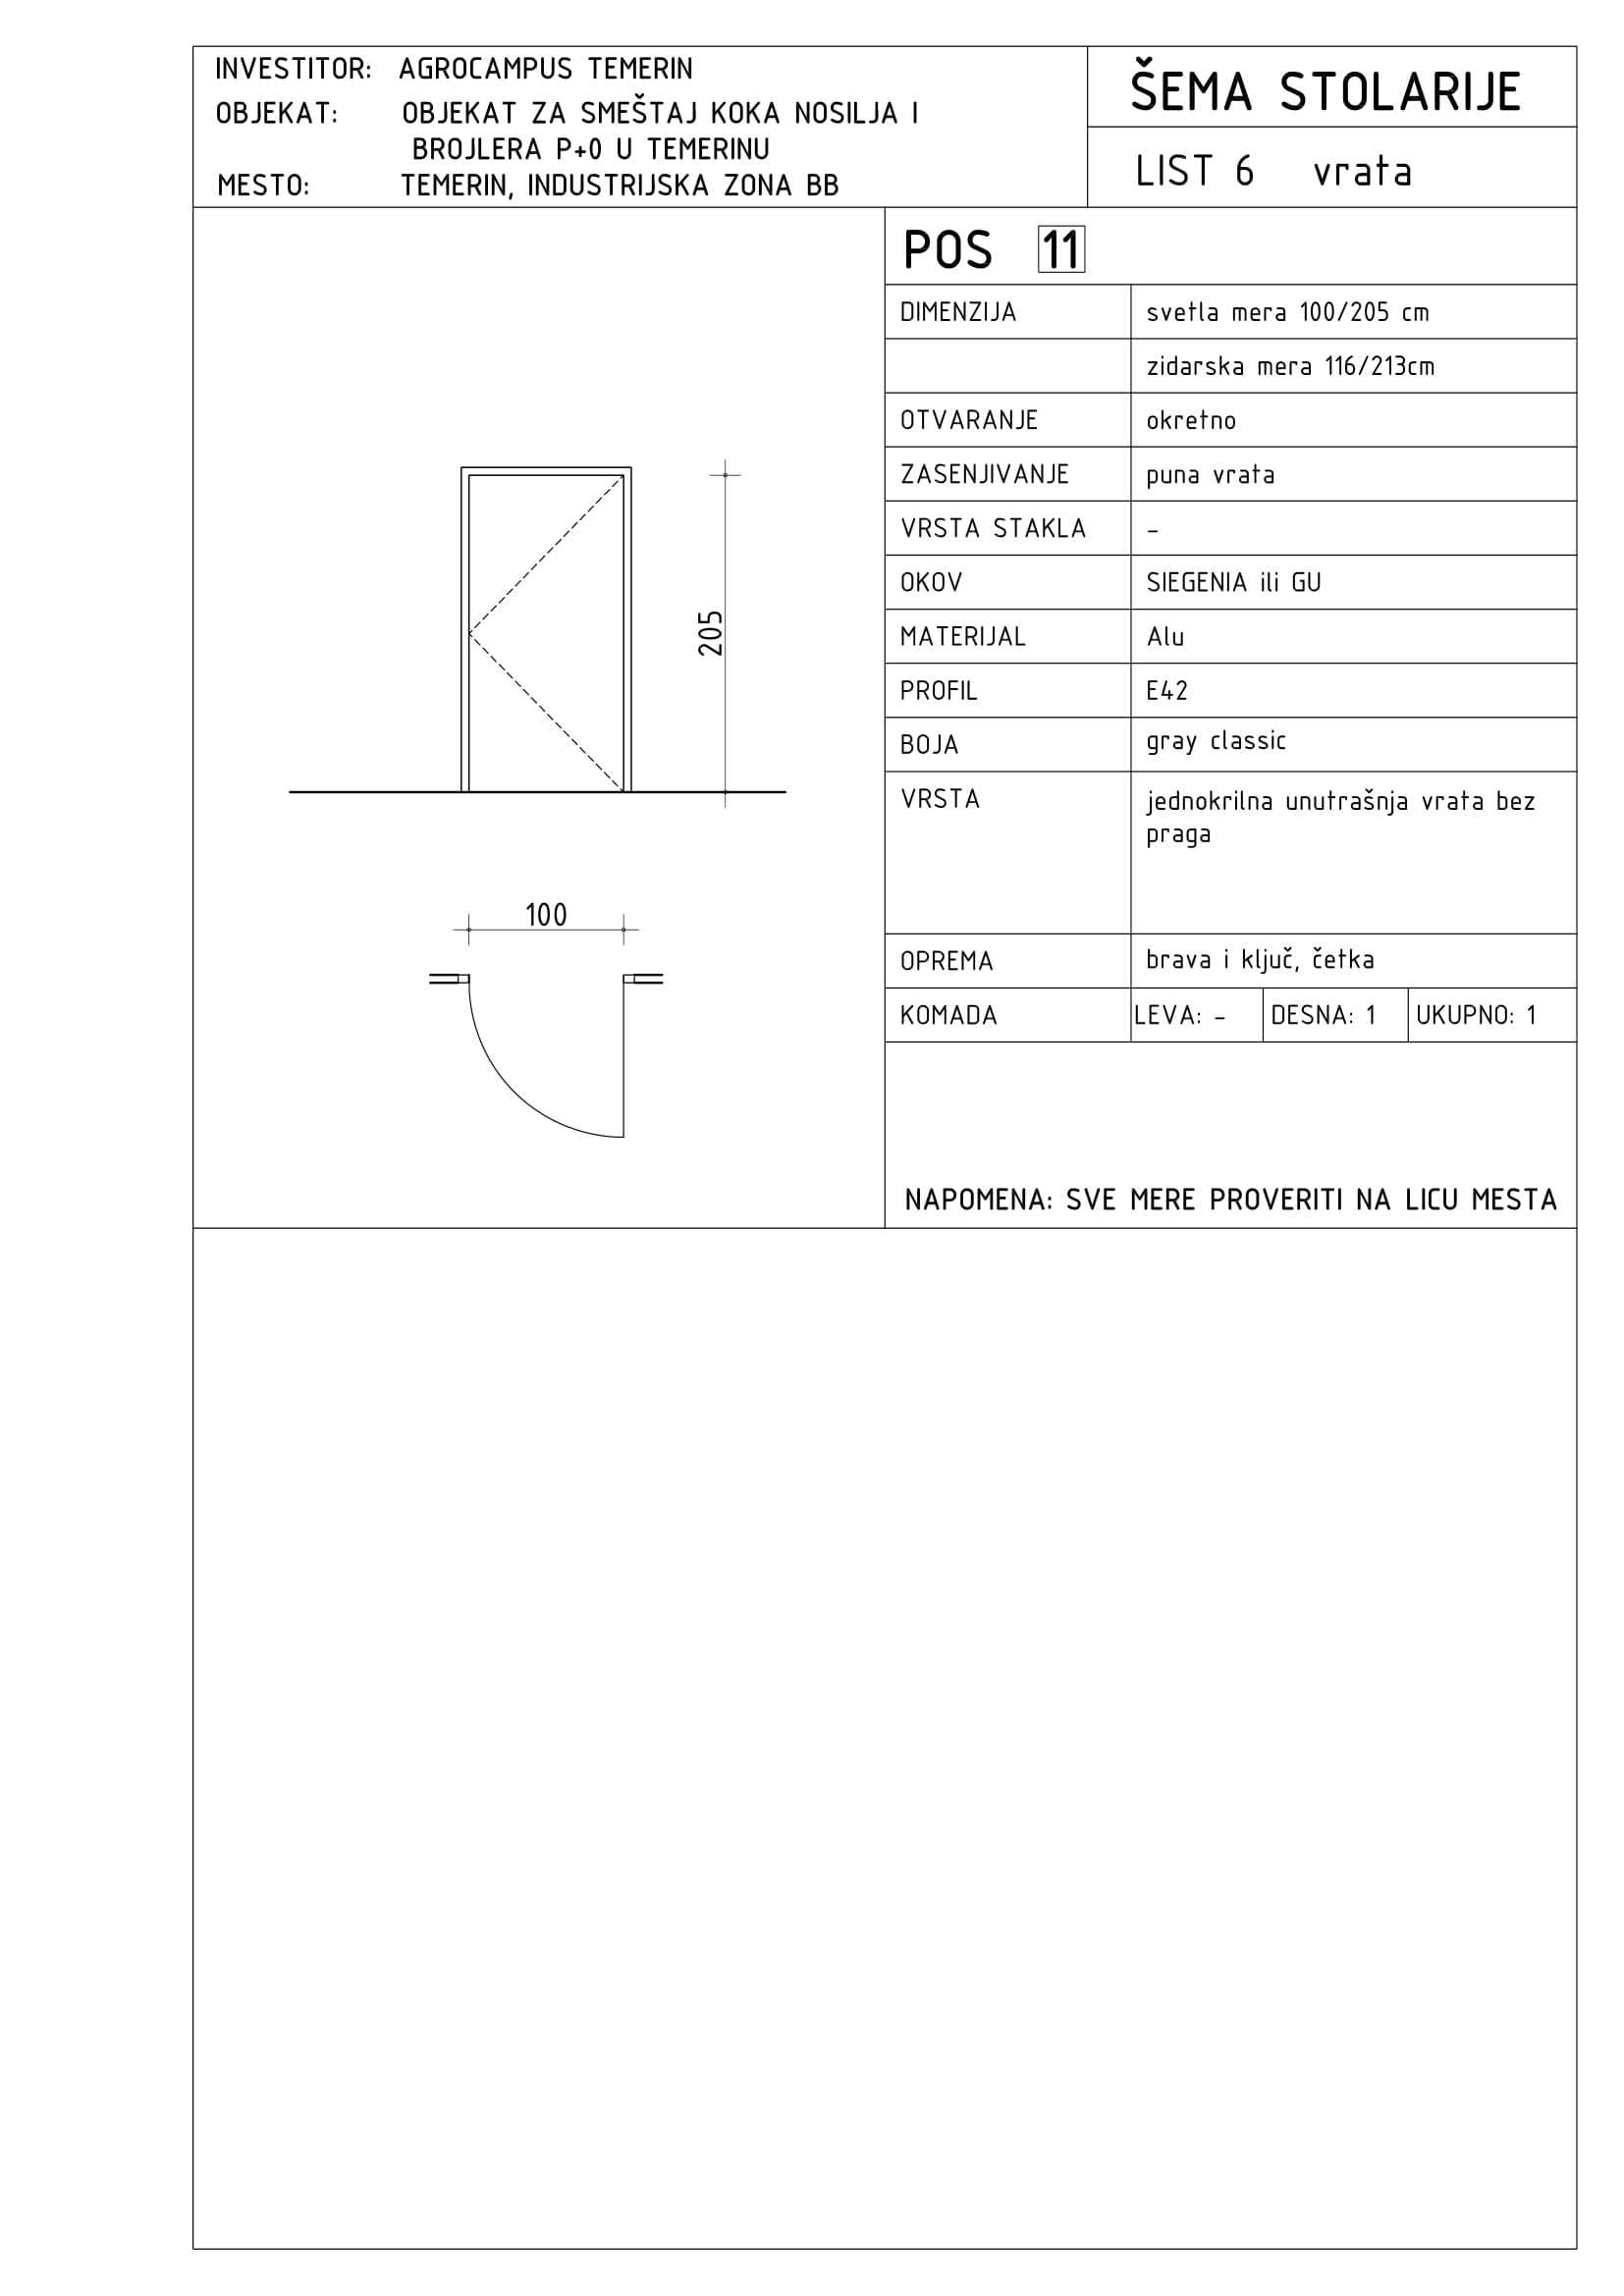 INVESTITOR: AGROCAMPUS TEMERIN
OBJEKAT: OBJEKAT ZA SMEŠTAJ KOKA NOSILJA I
BROJLERA P+0 U TEMERINU
MESTO: TEMERIN, INDUSTRIJSKA ZONA BB
ŠEMA STOLARIJE
LIST 6 vrata
POS 11
DIMENZIJA svetla mera 100/205 cm
zidarska mera 116/213cm
OTVARANJE okretno
ZASENJIVANJE puna vrata
VRSTA STAKLA -
OKOV SIEGENIA ili GU
MATERIJAL Alu
PROFIL E42
BOJA gray classic
VRSTA jednokrilna unutrašnja vrata bez
praga
OPREMA brava i ključ, četka
KOMADA LEVA: - DESNA: 1 UKUPNO: 1
NAPOMENA: SVE MERE PROVERITI NA LICU MESTA
205
100